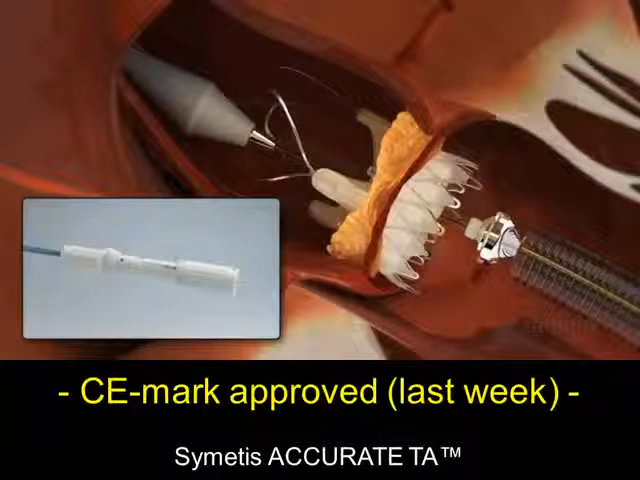 - CE-mark approved (last week) -
Symetis ACCURATE TA™